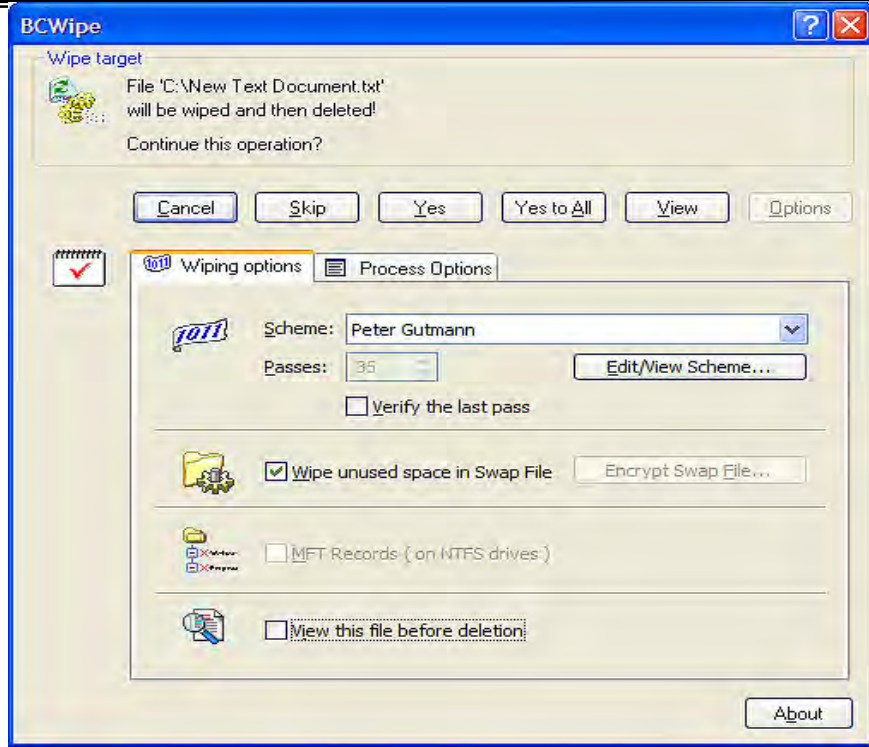 BCWipe
Wipe target
File 'C:\New Text Document.txt'
will be wiped and then deleted!
Continue this operation?
Cancel Skip Yes Yes to All View Options
1011 Wiping options Process Options
1011 Scheme: Peter Gutmann
Passes: 35 Edit/View Scheme...
Verify the last pass
Wipe unused space in Swap File Encrypt Swap File...
MFT Records ( on NTFS drives )
View this file before deletion
About